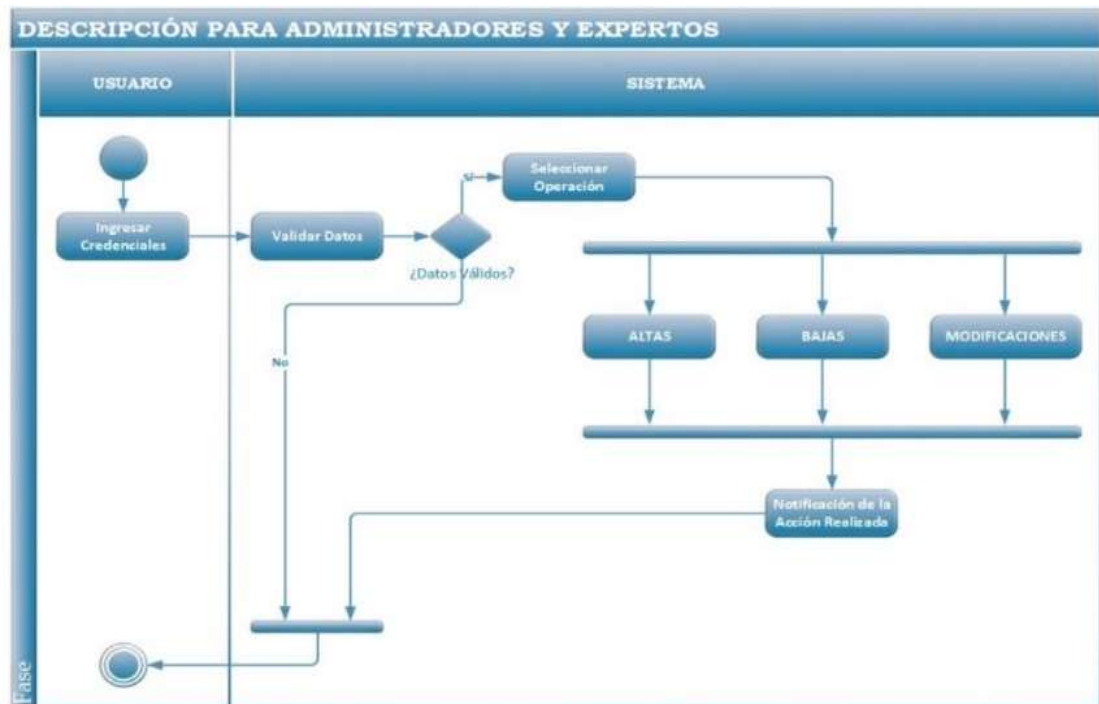 DESCRIPCIÓN PARA ADMINISTRADORES Y EXPERTOS
USUARIO
SISTEMA
Seleccionar
Operación
Si
Ingresar
Credenciales
Validar Datos
¿Datos Válidos?
ALTAS
BAJAS
MODIFICACIONES
No
Notificación de la
Acción Realizada
Fase